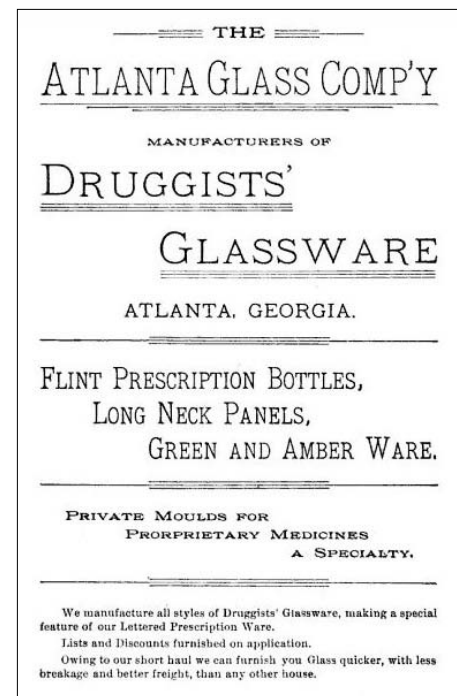 THE
ATLANTA GLASS COMP'Y
MANUFACTURERS OF
DRUGGISTS'
GLASSWARE
ATLANTA, GEORGIA.
FLINT PRESCRIPTION BOTTLES,
LONG NECK PANELS,
GREEN AND AMBER WARE.
PRIVATE MOULDS FOR
PRORPRIETARY MEDICINES
A SPECIALTY.
We manufacture all styles of Druggists' Glassware, making a special
feature of our Lettered Prescription Ware.
Lists and Discounts furnished on application.
Owing to our short haul we can furnish you Glass quicker, with less
breakage and better freight, than any other house.